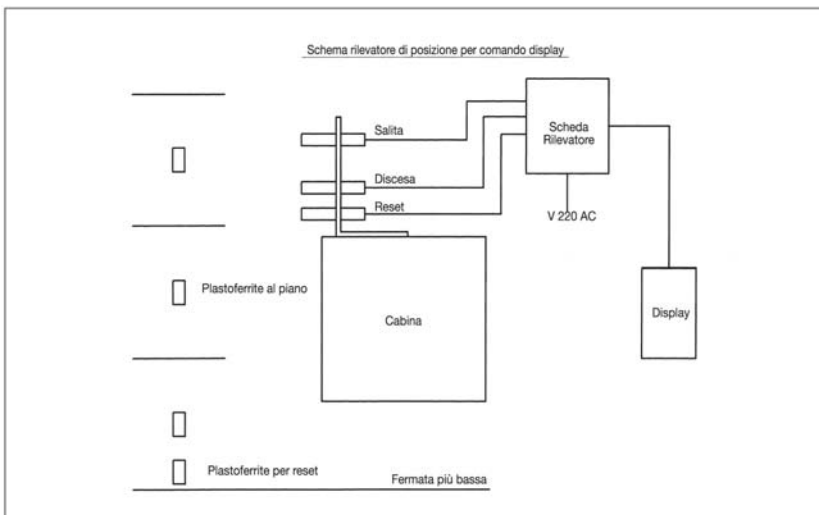 Schema rilevatore di posizione per comando display
Salita
Scheda
Rilevatore
Discesa
Reset
V 220 AC
Plastoferrite al piano
Cabina
Display
Plastoferrite per reset
Fermata più bassa